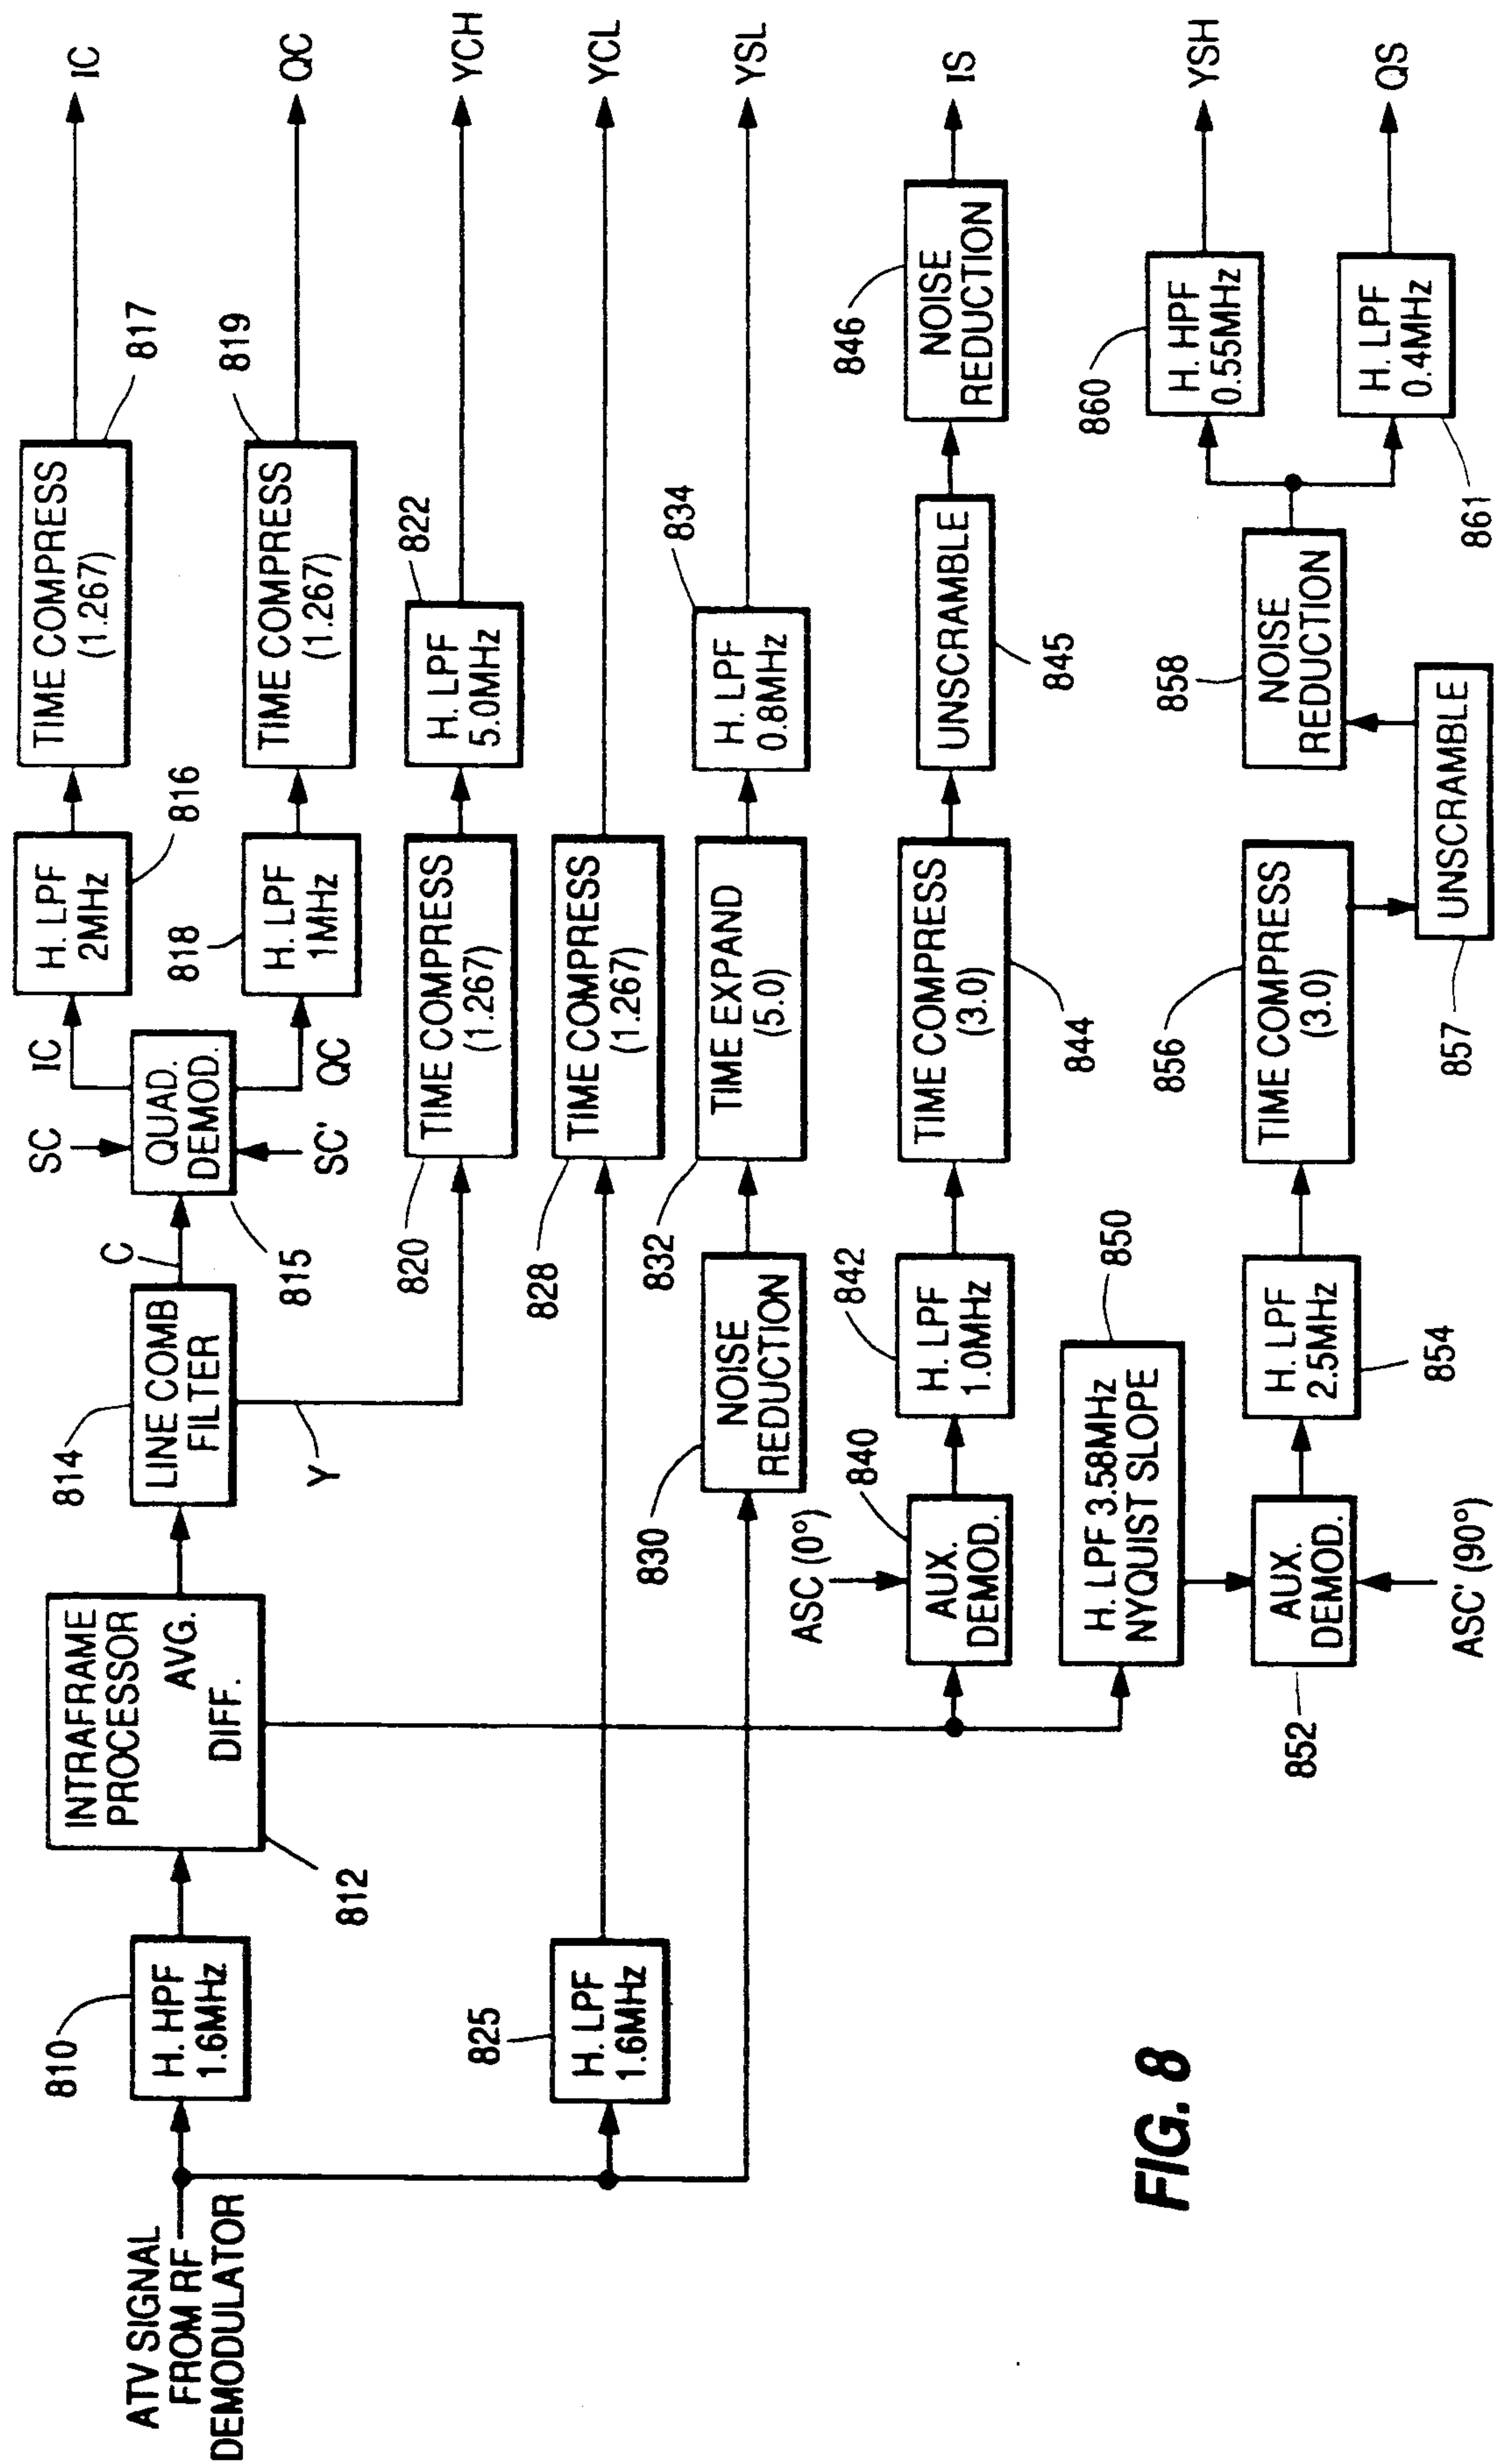 ATV SIGNAL
FROM RF
DEMODULATOR
810
H. HPF
1.6MHz
INTRAFRAME
PROCESSOR
AVG.
DIFF.
812
814
LINE COMB
FILTER
C
Y
SC
QUAD.
DEMOD.
SC'
815
IC
QC
H. LPF
2MHz
816
TIME COMPRESS
(1.267)
817
IC
818
H. LPF
1MHz
TIME COMPRESS
(1.267)
819
QC
820
TIME COMPRESS
(1.267)
H. LPF
5.0MHz
822
YCH
825
H. LPF
1.6MHz
828
TIME COMPRESS
(1.267)
YCL
830
NOISE
REDUCTION
832
TIME EXPAND
(5.0)
H. LPF
0.8MHz
834
YSL
ASC (0°)
840
AUX.
DEMOD.
842
H. LPF
1.0MHz
TIME COMPRESS
(3.0)
844
UNSCRAMBLE
845
846
NOISE
REDUCTION
IS
H. LPF 3.58MHz
NYQUIST SLOPE
850
AUX.
DEMOD.
852
ASC' (90°)
H. LPF
2.5MHz
854
856
TIME COMPRESS
(3.0)
UNSCRAMBLE
857
858
NOISE
REDUCTION
860
H. HPF
0.55MHz
YSH
H. LPF
0.4MHz
861
QS
FIG. 8